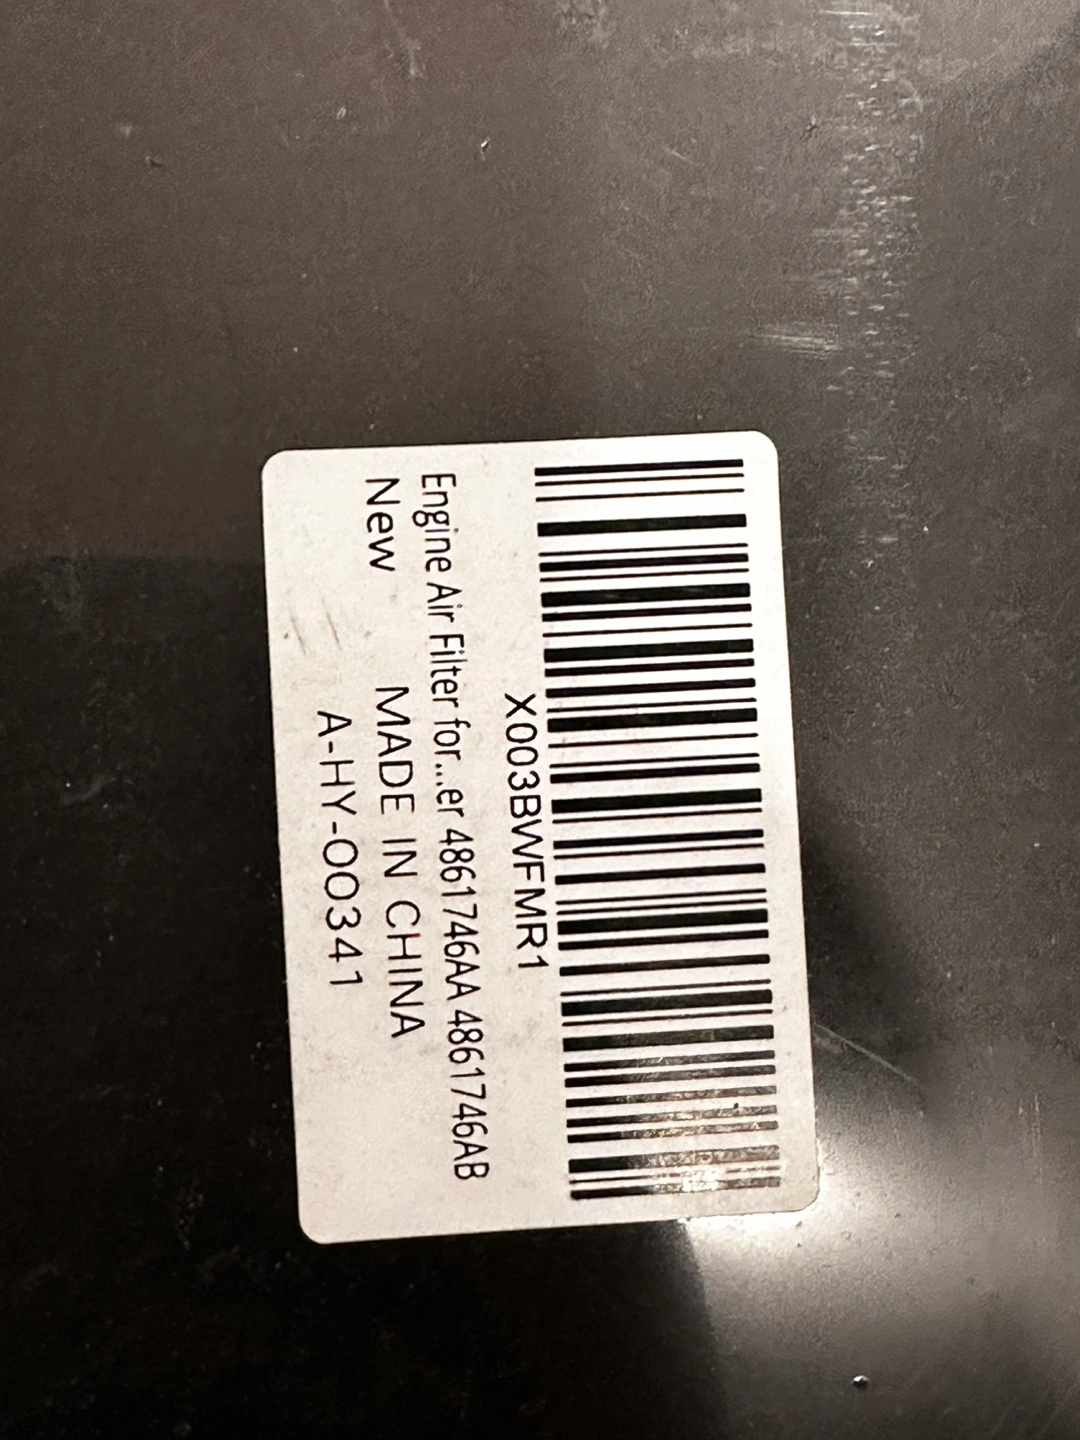 X003BWFMR1
Engine Air Filter for...er 4861746AA 4861746AB
New MADE IN CHINA
A-HY-00341